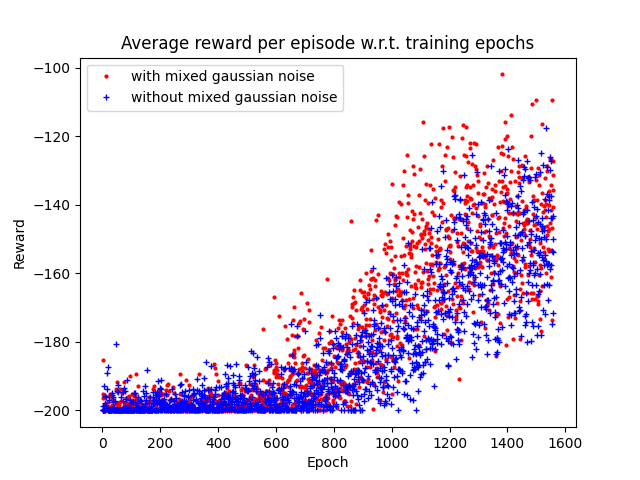 Average reward per episode w.r.t. training epochs
with mixed gaussian noise
without mixed gaussian noise
−100
−120
−140
−160
−180
−200
Reward
0 200 400 600 800 1000 1200 1400 1600
Epoch